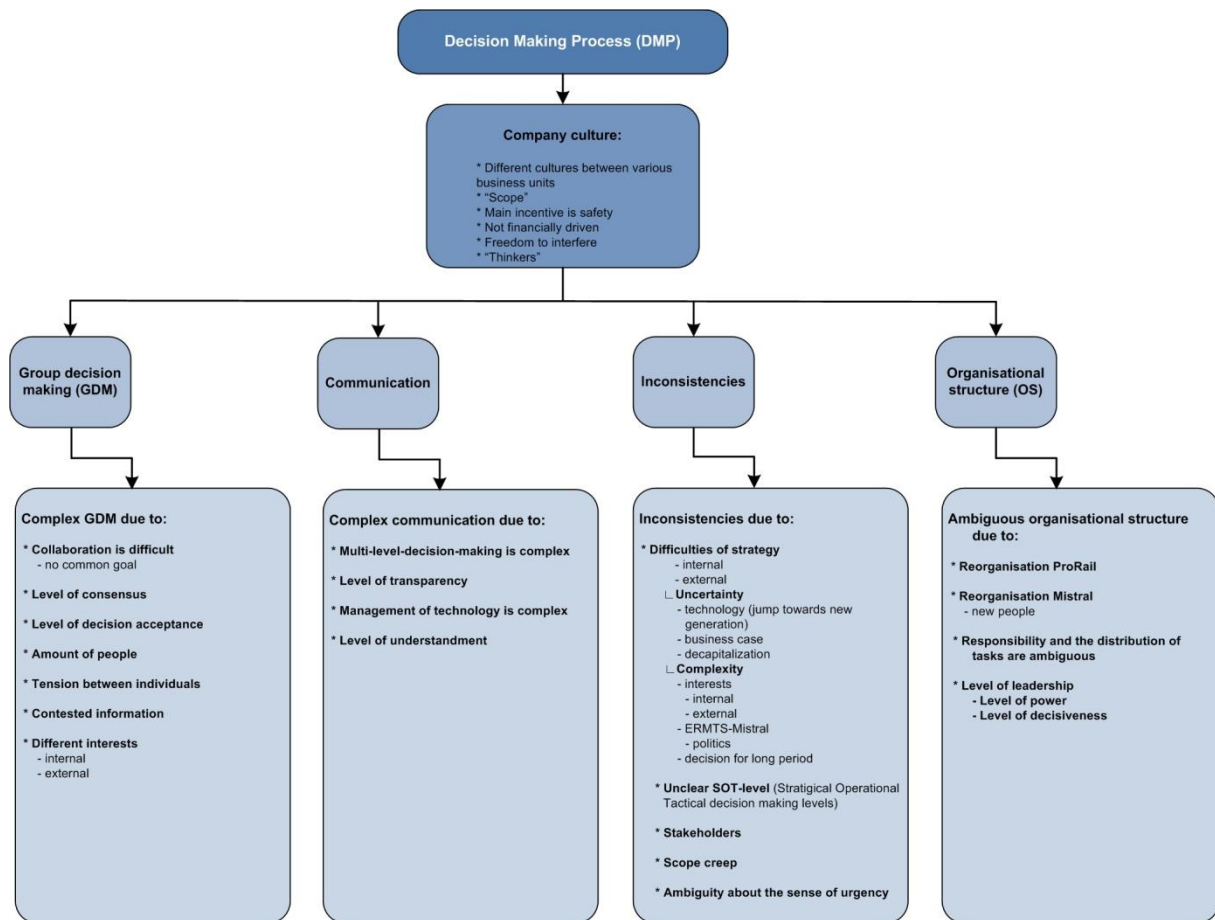 Decision Making Process (DMP)
Company culture:
* Different cultures between various
business units
* “Scope”
* Main incentive is safety
* Not financially driven
* Freedom to interfere
* “Thinkers”
Group decision
making (GDM)
Communication
Inconsistencies
Organisational
structure (OS)
Complex GDM due to:
* Collaboration is difficult
- no common goal
* Level of consensus
* Level of decision acceptance
* Amount of people
* Tension between individuals
* Contested information
* Different interests
- internal
- external
Complex communication due to:
* Multi-level-decision-making is complex
* Level of transparency
* Management of technology is complex
* Level of understandment
Inconsistencies due to:
* Difficulties of strategy
- internal
- external
∟Uncertainty
- technology (jump towards new
generation)
- business case
- decapitalization
∟Complexity
- interests
- internal
- external
- ERMTS-Mistral
- politics
- decision for long period
* Unclear SOT-level (Stratigical Operational
Tactical decision making levels)
* Stakeholders
* Scope creep
* Ambiguity about the sense of urgency
Ambiguous organisational structure
due to:
* Reorganisation ProRail
* Reorganisation Mistral
- new people
* Responsibility and the distribution of
tasks are ambiguous
* Level of leadership
- Level of power
- Level of decisiveness